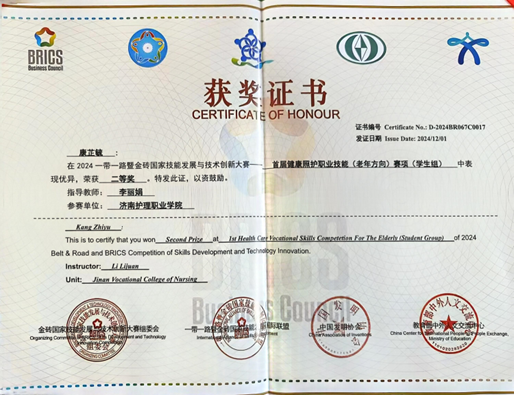 BRICS
Business Council
获奖证书
CERTIFICATE OF HONOUR
证书编号 Certificate No.: D-2024BR067C0017
发证日期 Issue Date: 2024/12/01
康芷敏 :
在 2024 一带一路暨金砖国家技能发展与技术创新大赛——首届健康照护职业技能（老年方向）赛项（学生组） 中表
现优异，荣获 二等奖 。特发此证，以资鼓励。
指导教师： 李丽娟
参赛单位： 济南护理职业学院
Kang Zhiyu :
This is to certify that you won Second Prize at 1st Health Care Vocational Skills Competetion For The Elderly (Student Group) of 2024
Belt & Road and BRICS Competition of Skills Development and Technology Innovation.
Instructor: Li Lijuan
Unit: Jinan Vocational College of Nursing
BRICS
Business Council
金砖国家技能发展与技术创新大赛组委会
Organizing Committee
Development and Technology
一带一路暨金砖国家技能 联盟
中国发明协会
China Association of Inventions
教育部中外人文交流中心
China Center for International People-to-People Exchange,
Ministry of Education